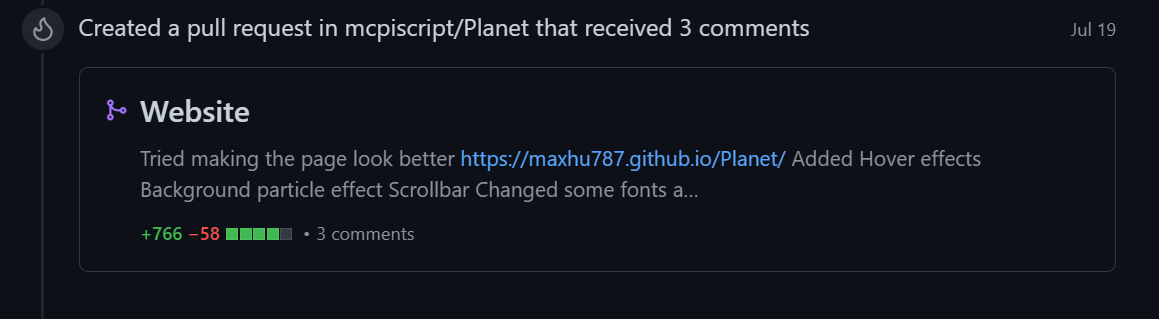 Created a pull request in mcpiscript/Planet that received 3 comments
Jul 19
Website
Tried making the page look better https://maxhu787.github.io/Planet/ Added Hover effects
Background particle effect Scrollbar Changed some fonts a...
+766 −58 • 3 comments